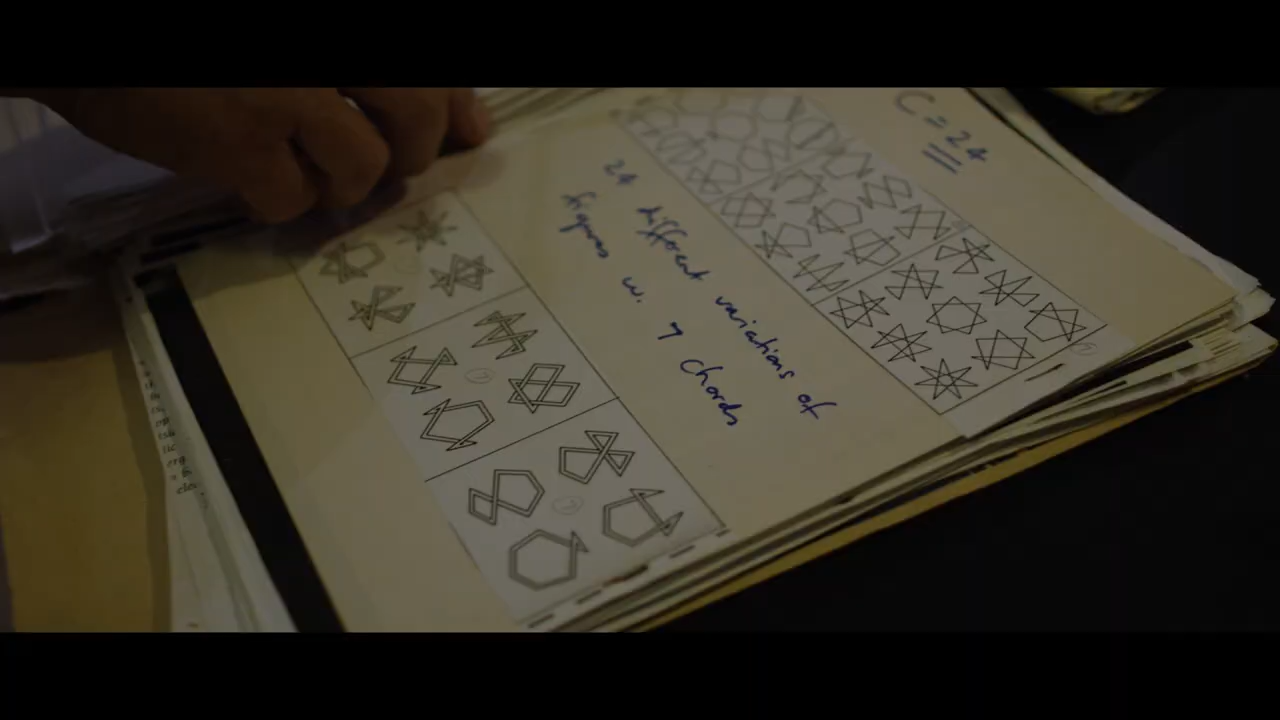 C = 24
24 different variations of
figures w. 7 Chords